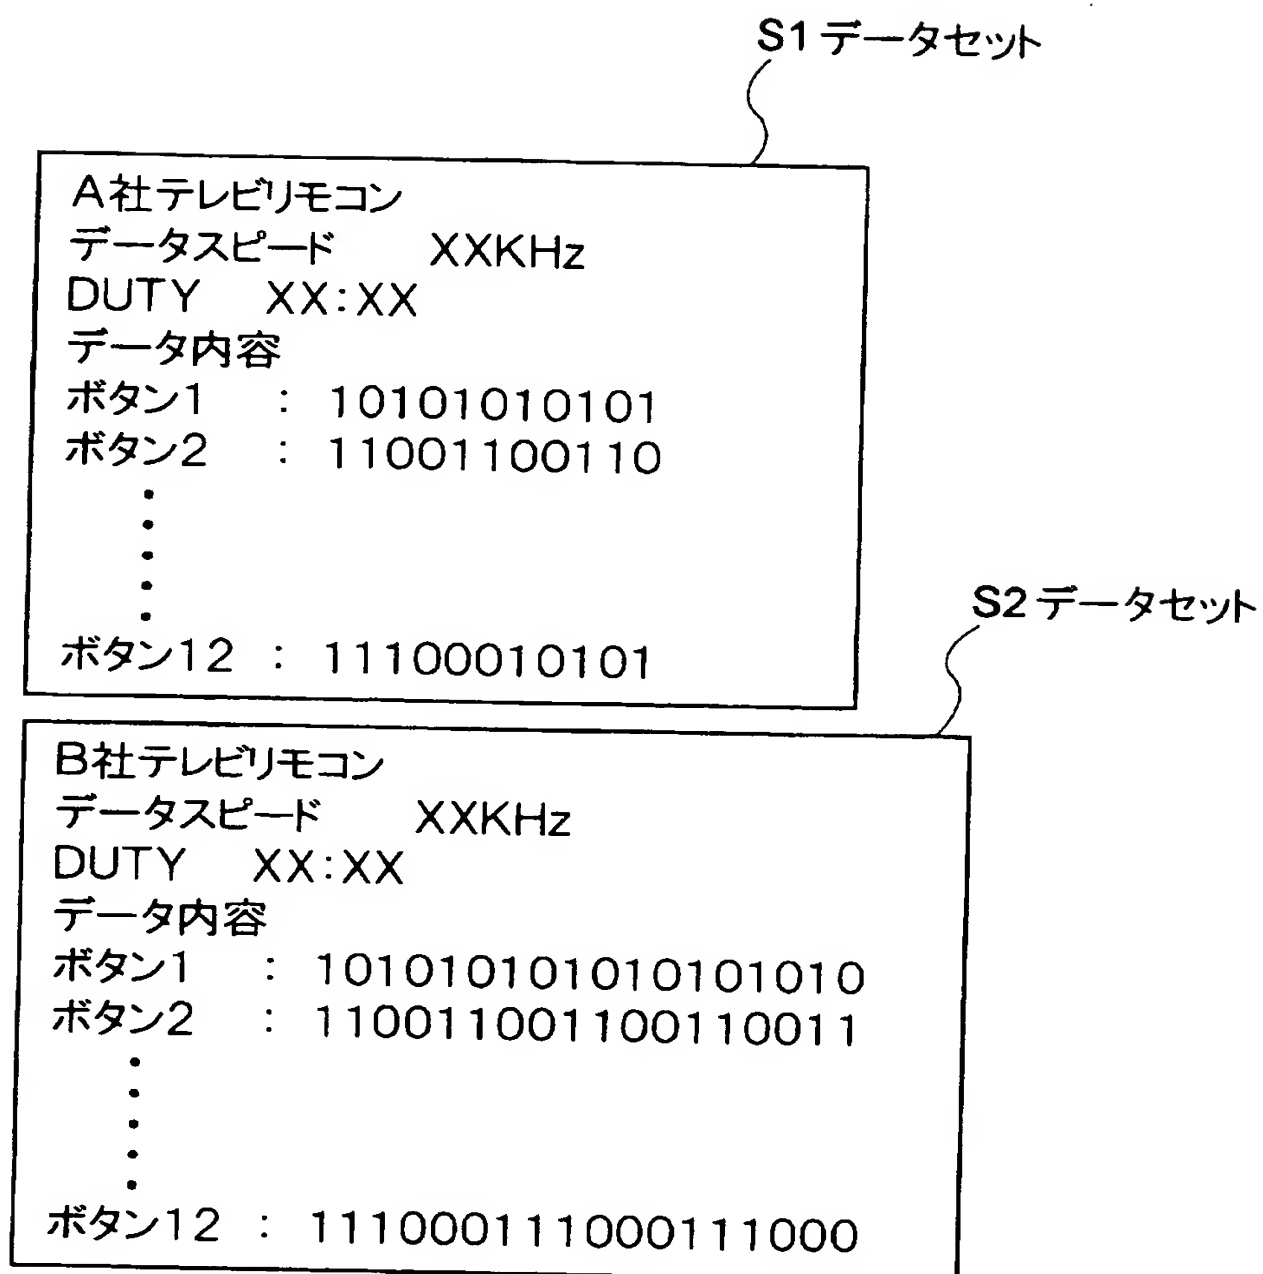 S1データセット
A社テレビリモコン
データスピード　　XXKHz
DUTY　XX:XX
データ内容
ボタン1　:　10101010101
ボタン2　:　11001100110
ボタン12　:　11100010101
S2データセット
B社テレビリモコン
データスピード　　XXKHz
DUTY　XX:XX
データ内容
ボタン1　:　101010101010101010
ボタン2　:　110011001100110011
ボタン12　:　111000111000111000